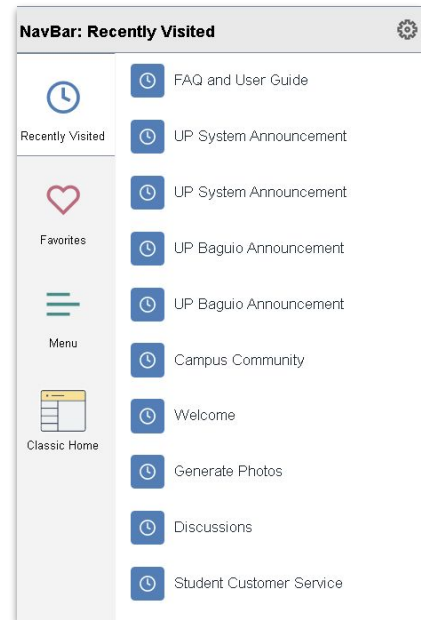 NavBar: Recently Visited
Recently Visited
Favorites
Menu
Classic Home
FAQ and User Guide
UP System Announcement
UP System Announcement
UP Baguio Announcement
UP Baguio Announcement
Campus Community
Welcome
Generate Photos
Discussions
Student Customer Service